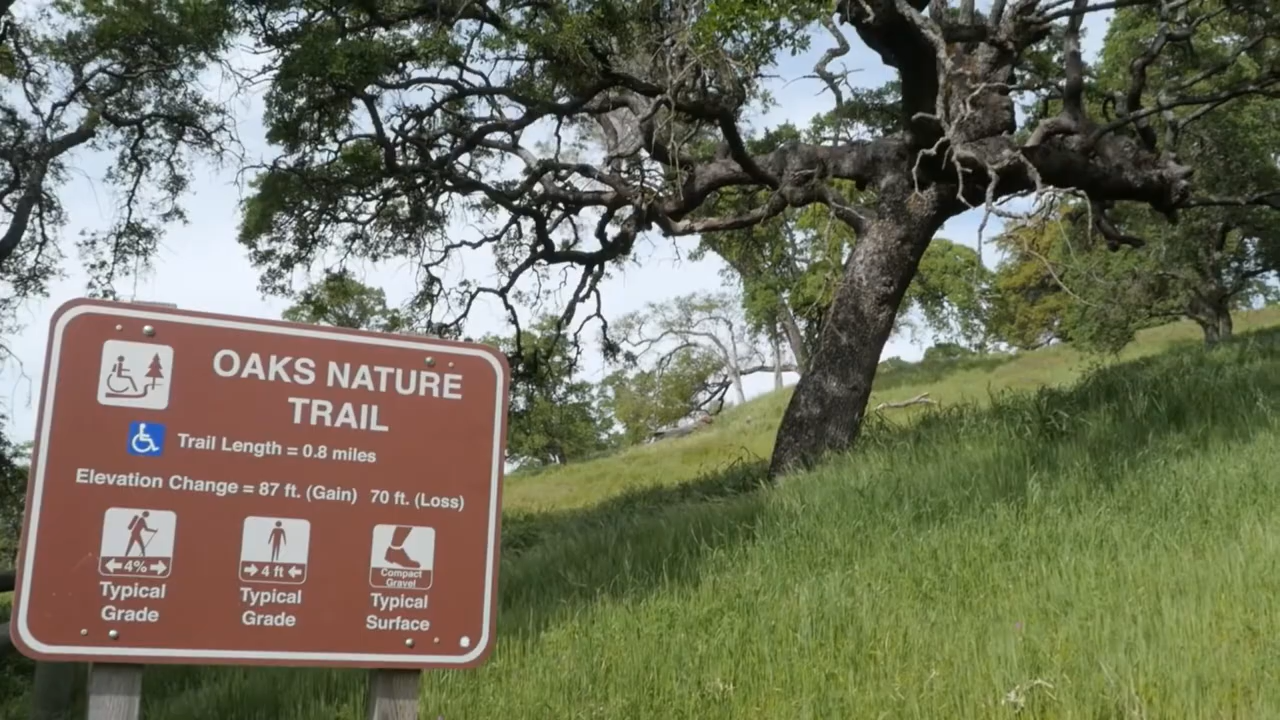 OAKS NATURE
TRAIL
Trail Length = 0.8 miles
Elevation Change = 87 ft. (Gain) 70 ft. (Loss)
4%
4 ft
Compact
Gravel
Typical
Grade
Typical
Grade
Typical
Surface